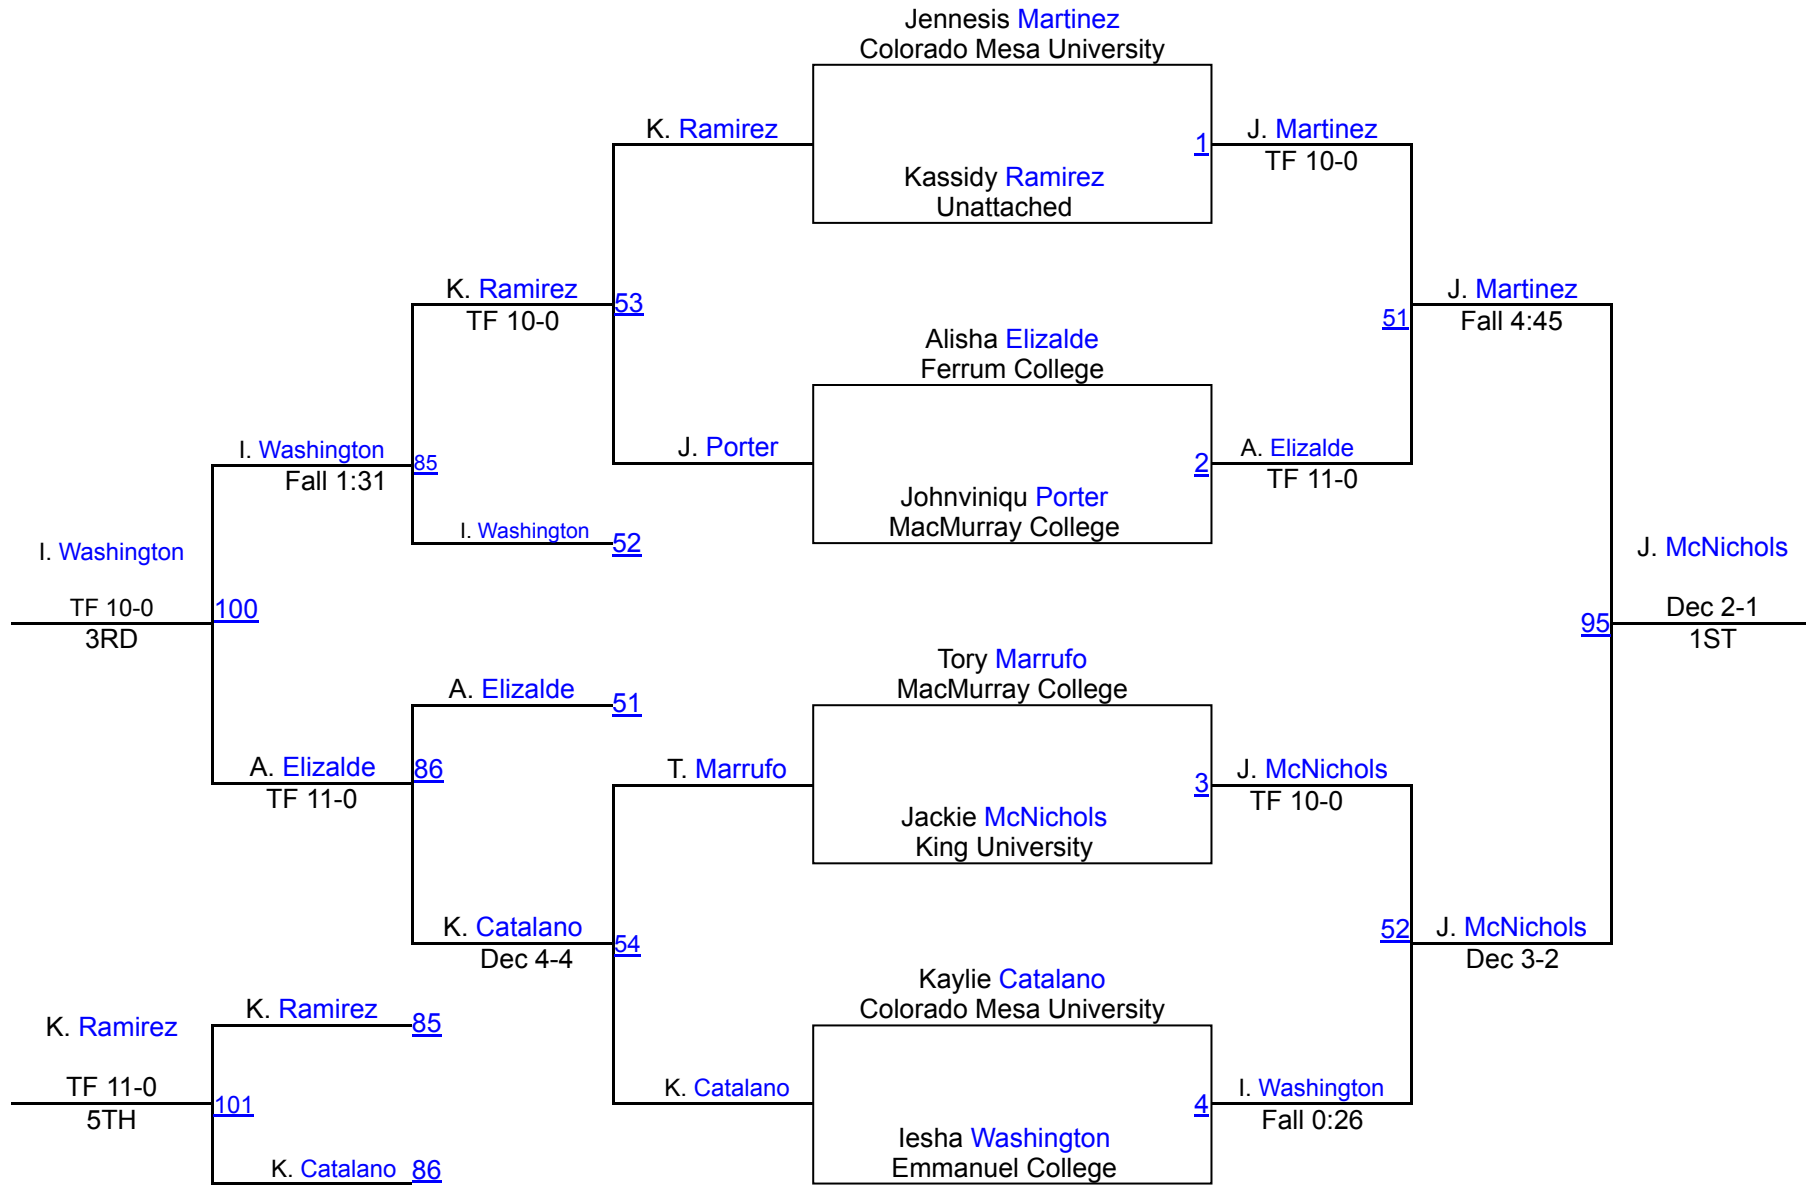 Jennesis Martinez
Colorado Mesa University
K. Ramirez
1
J. Martinez
TF 10-0
Kassidy Ramirez
Unattached
K. Ramirez
TF 10-0
53
51
J. Martinez
Fall 4:45
Alisha Elizalde
Ferrum College
I. Washington
Fall 1:31
85
J. Porter
2
A. Elizalde
TF 11-0
Johnviniqu Porter
MacMurray College
I. Washington
52
I. Washington
TF 10-0
3RD
100
J. McNichols
95
Dec 2-1
1ST
Tory Marrufo
MacMurray College
A. Elizalde
51
A. Elizalde
TF 11-0
86
T. Marrufo
3
J. McNichols
TF 10-0
Jackie McNichols
King University
K. Catalano
Dec 4-4
54
52
J. McNichols
Dec 3-2
Kaylie Catalano
Colorado Mesa University
K. Ramirez
TF 11-0
5TH
K. Ramirez
85
101
K. Catalano
4
I. Washington
Fall 0:26
Iesha Washington
Emmanuel College
K. Catalano
86